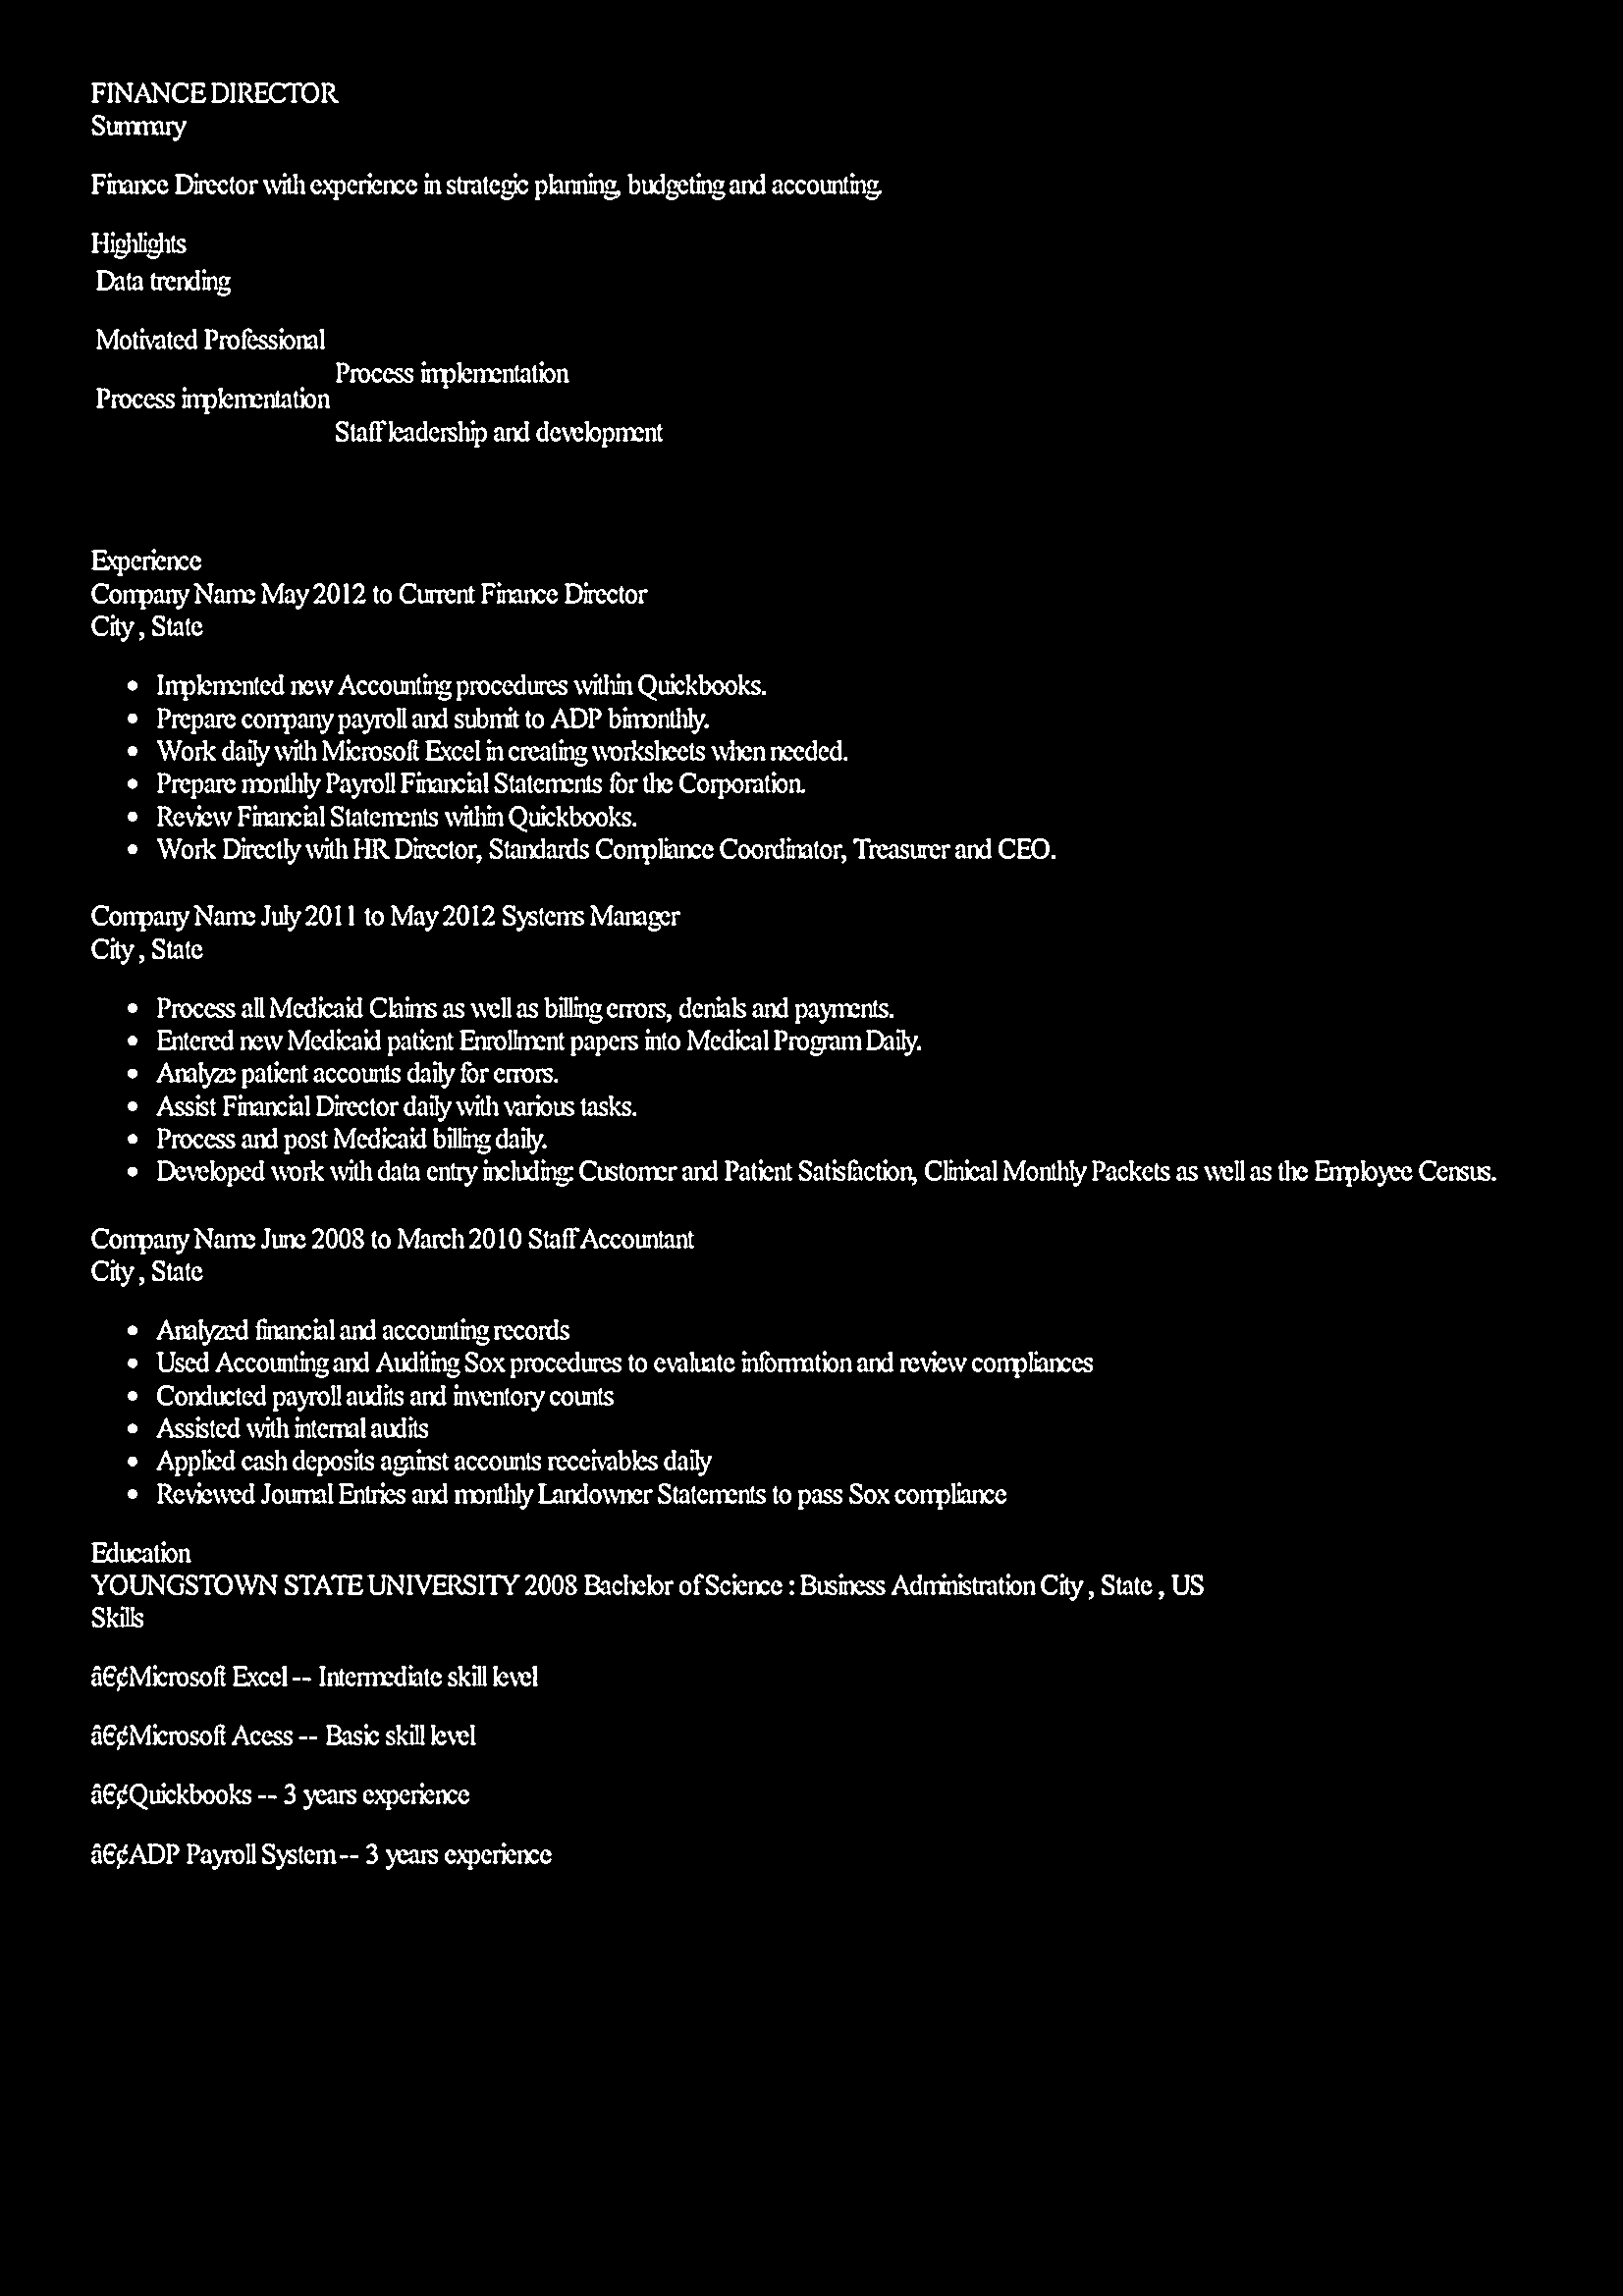 FINANCE DIRECTOR
Summary
Finance Director with experience in strategic planning, budgeting and accounting.
Highlights
Data trending
Motivated Professional
Process implementation
Process implementation
Staff leadership and development
Experience
Company Name May 2012 to Current Finance Director
City , State
• Implemented new Accounting procedures within Quickbooks.
• Prepare company payroll and submit to ADP bimonthly.
• Work daily with Microsoft Excel in creating worksheets when needed.
• Prepare monthly Payroll Financial Statements for the Corporation.
• Review Financial Statements within Quickbooks.
• Work Directly with HR Director, Standards Compliance Coordinator, Treasurer and CEO.
Company Name July 2011 to May 2012 Systems Manager
City , State
• Process all Medicaid Claims as well as billing errors, denials and payments.
• Entered new Medicaid patient Enrollment papers into Medical Program Daily.
• Analyze patient accounts daily for errors.
• Assist Financial Director daily with various tasks.
• Process and post Medicaid billing daily.
• Developed work with data entry including: Customer and Patient Satisfaction, Clinical Monthly Packets as well as the Employee Census.
Company Name June 2008 to March 2010 Staff Accountant
City , State
• Analyzed financial and accounting records
• Used Accounting and Auditing Sox procedures to evaluate information and review compliances
• Conducted payroll audits and inventory counts
• Assisted with internal audits
• Applied cash deposits against accounts receivables daily
• Reviewed Journal Entries and monthly Landowner Statements to pass Sox compliance
Education
YOUNGSTOWN STATE UNIVERSITY 2008 Bachelor of Science : Business Administration City , State , US
Skills
â€¢Microsoft Excel -- Intermediate skill level
â€¢Microsoft Acess -- Basic skill level
â€¢Quickbooks -- 3 years experience
â€¢ADP Payroll System -- 3 years experience